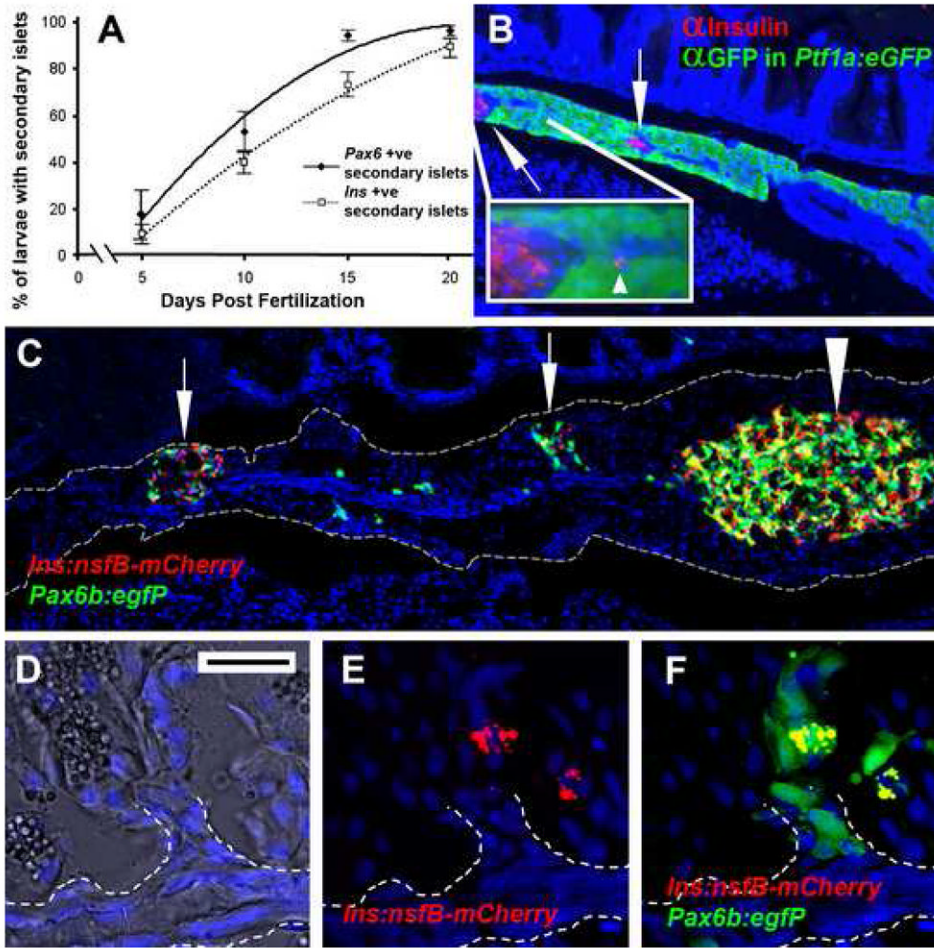 A
% of larvae with secondary islets
100
80
60
40
20
0
0
5
10
15
20
Days Post Fertilization
Pax6 +ve
secondary islets
Ins +ve
secondary islets
B
αInsulin
αGFP in Ptf1a:eGFP
C
Ins:nsfB-mCherry
Pax6b:egfP
D
E
Ins:nsfB-mCherry
F
Ins:nsfB-mCherry
Pax6b:egfP